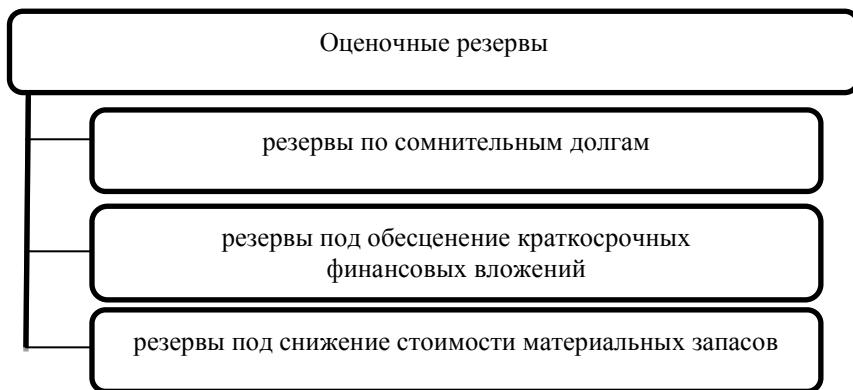 Оценочные резервы
резервы по сомнительным долгам
резервы под обесценение краткосрочных
финансовых вложений
резервы под снижение стоимости материальных запасов